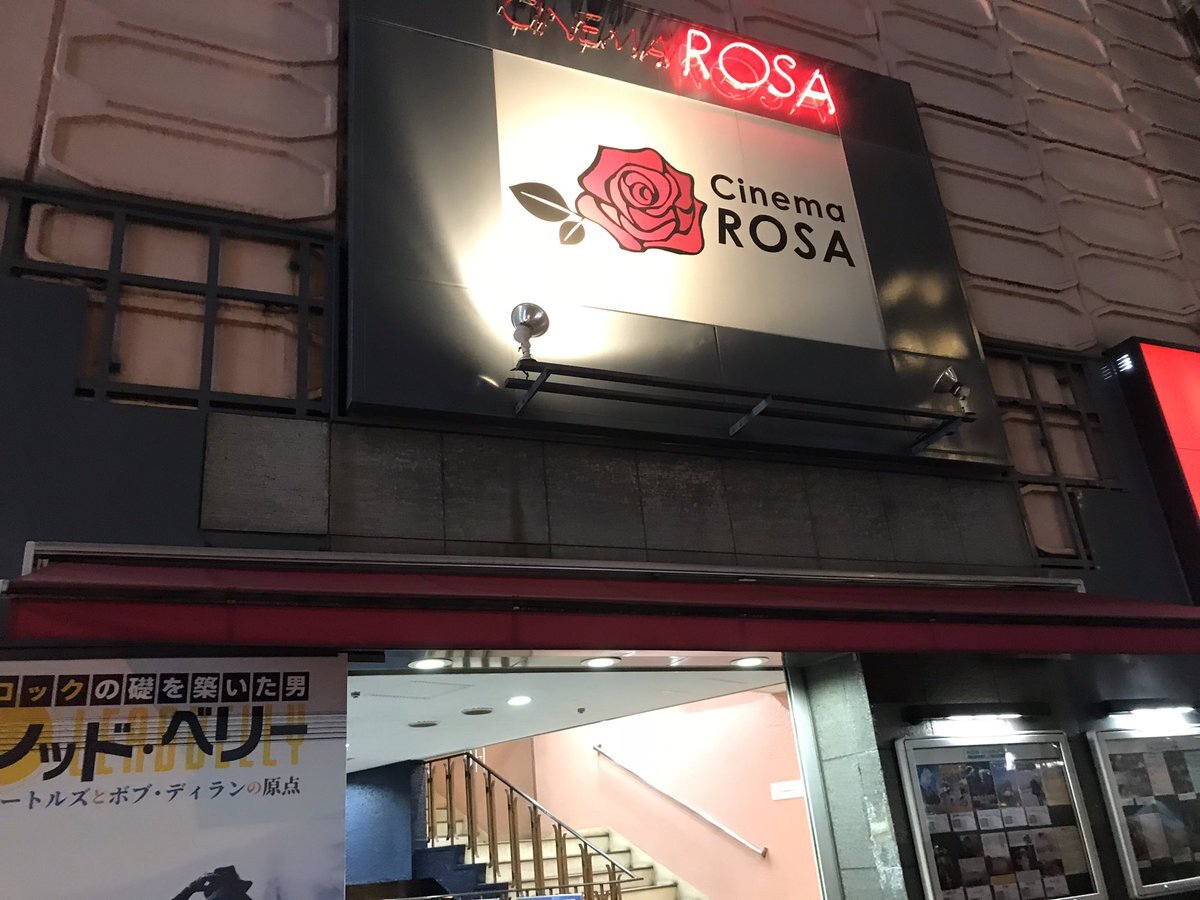 CINEMA ROSA
Cinema
ROSA
ロックの礎を築いた男
レッド・ベリー
LEADBELLY
ートルズとボブ・ディランの原点